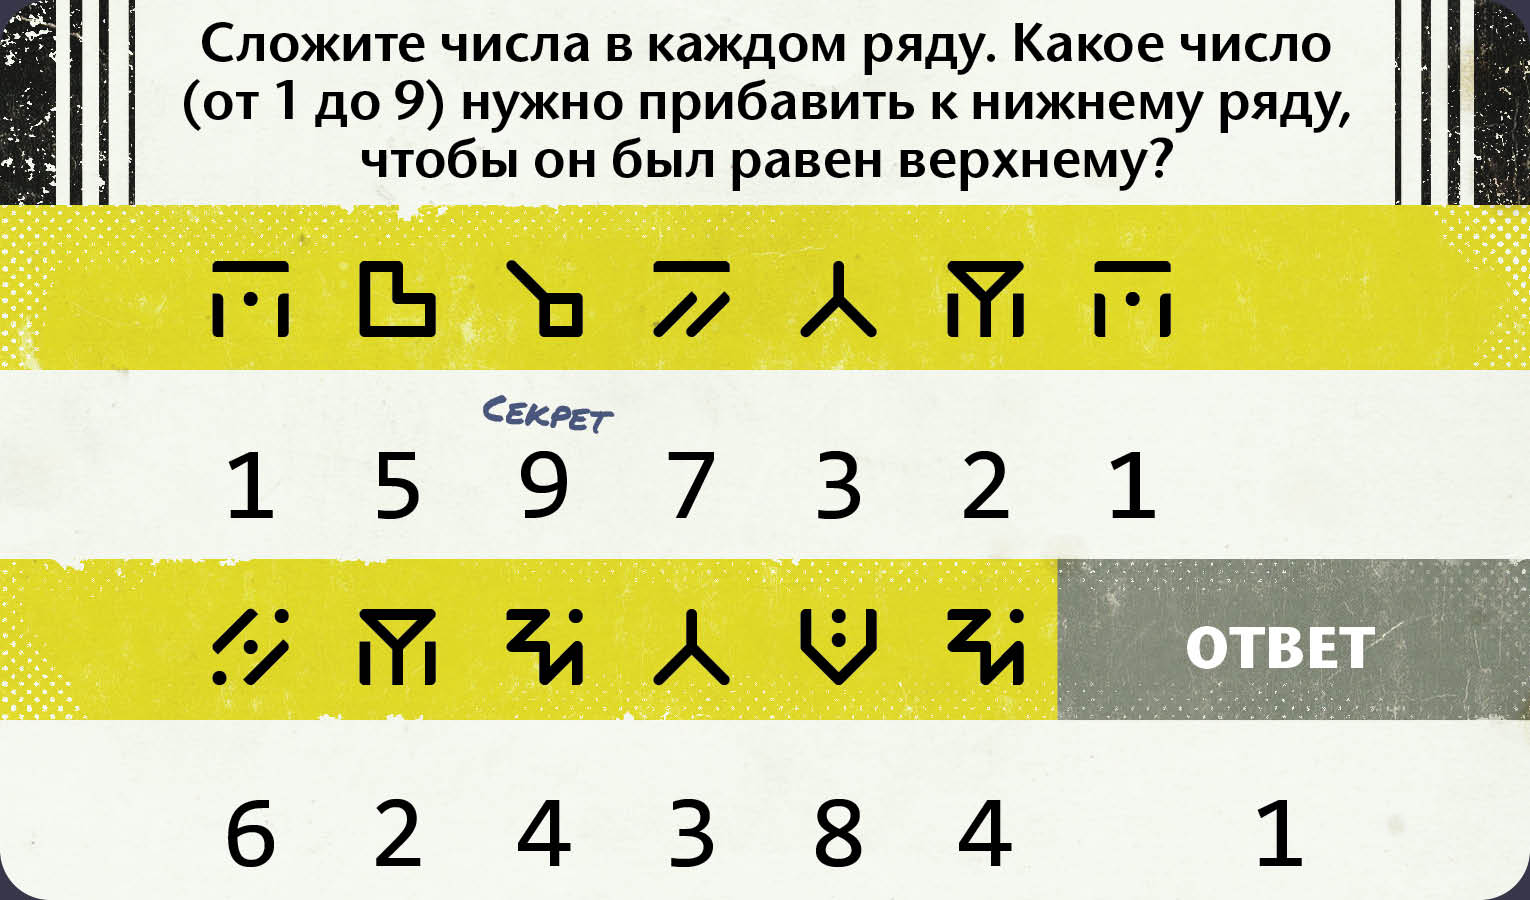 Сложите числа в каждом ряду. Какое число
(от 1 до 9) нужно прибавить к нижнему ряду,
чтобы он был равен верхнему?
Секрет
1 5 9 7 3 2 1
ОТВЕТ
6 2 4 3 8 4 1